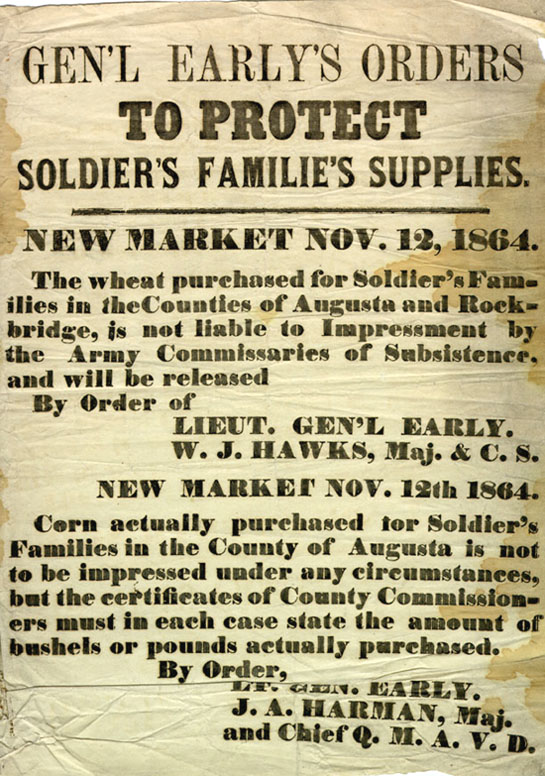 GEN'L EARLY'S ORDERS
TO PROTECT
SOLDIER'S FAMILIE'S SUPPLIES.
NEW MARKET NOV. 12, 1864.
The wheat purchased for Soldier's Fam-
ilies in theCounties of Augusta and Rock-
bridge, is not liable to Impressment by
the Army Commissaries of Subsistence,
and will be released
By Order of
LIEUT. GEN'L EARLY.
W. J. HAWKS, Maj. & C. S.
NEW MARKET NOV. 12th 1864.
Corn actually purchased for Soldier's
Families in the County of Augusta is not
to be impressed under any circumstances,
but the certificates of County Commission-
ers must in each case state the amount of
bushels or pounds actually purchased.
By Order,
LT. GEN. EARLY.
J. A. HARMAN, Maj.
and Chief Q. M. A. V. D.